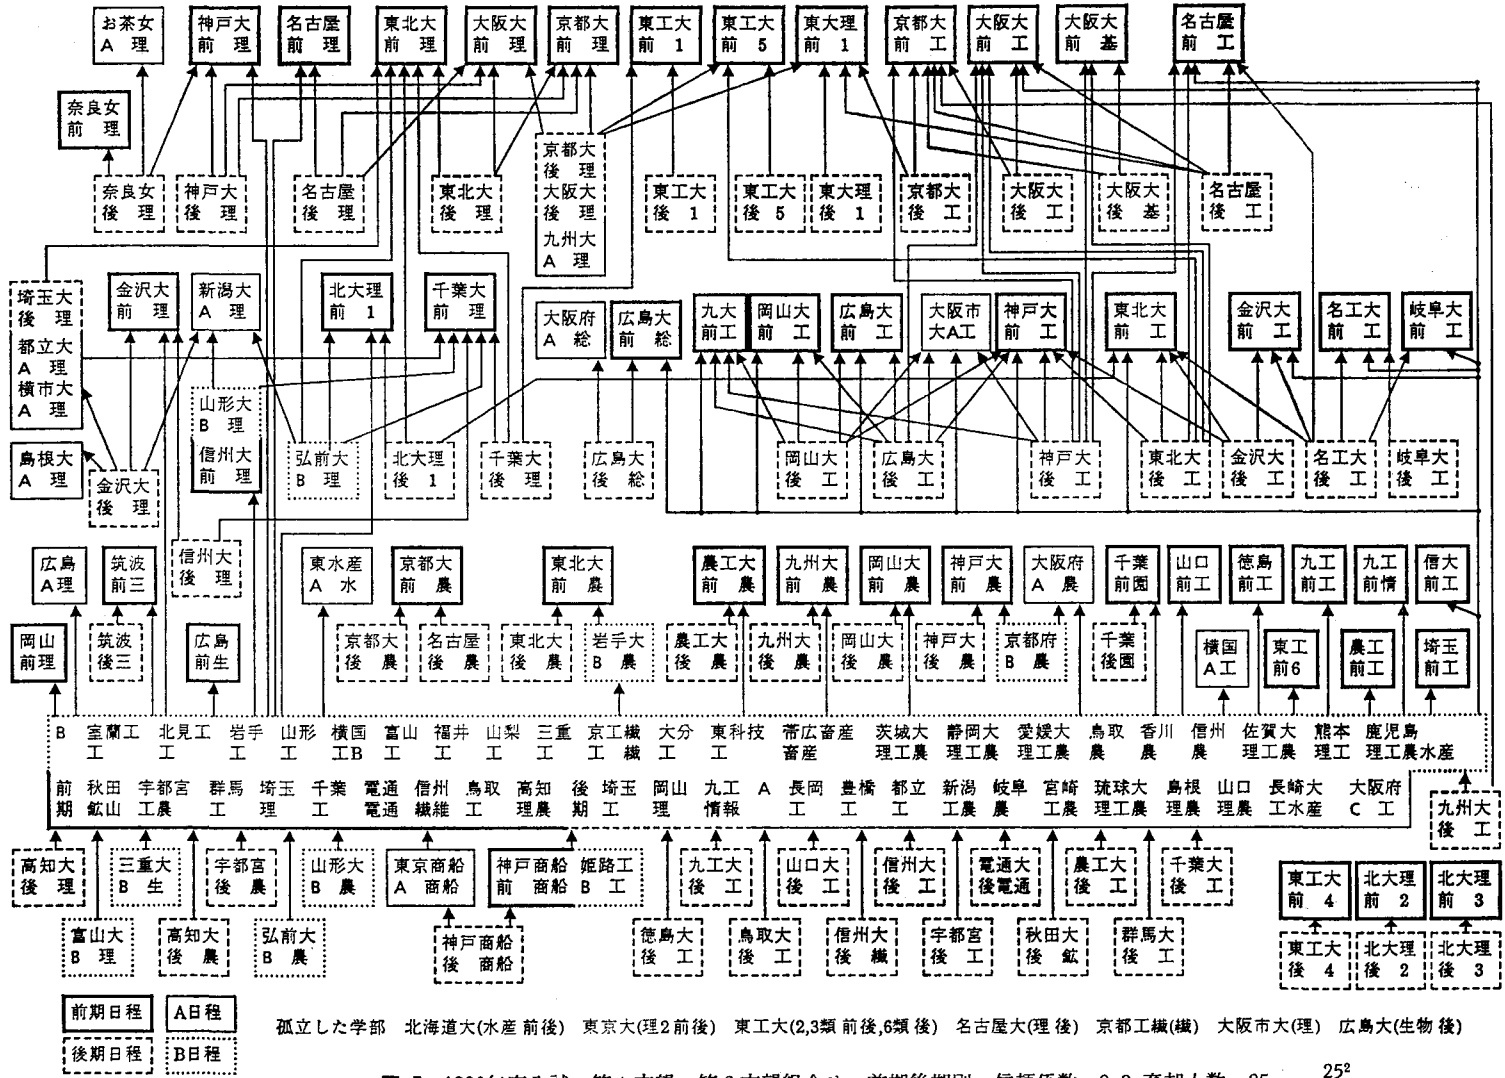 お茶女 神戸大 名古屋 東北大 大阪大 京都大 東工大 東工大 東大理 京都大 大阪大 大阪大 名古屋
A 理 前 理 前 理 前 理 前 理 前 理 前 1 前 5 前 1 前 工 前 工 前 基 前 工
奈良女
前 理
京都大
後 理
奈良女 神戸大 名古屋 東北大 大阪大 東工大 東工大 東大理 京都大 大阪大 大阪大 名古屋
後 理 後 理 後 理 後 理 後 理 後 1 後 5 後 1 後 工 後 工 後 基 後 工
九州大
A 理
埼玉大 金沢大 新潟大 北大理 千葉大 大阪府 広島大 九大 岡山大 広島大 大阪市 神戸大 東北大 金沢大 名工大 岐阜大
後 理 前 理 A 理 前 1 前 理 A 総 前 総 前工 前 工 前 工 大A工 前 工 前 工 前 工 前 工 前 工
都立大
A 理
横市大
A 理
山形大
B 理
島根大 信州大 弘前大 北大理 千葉大 広島大 岡山大 広島大 神戸大 東北大 金沢大 名工大 岐阜大
A 理 前 理 B 理 後 1 後 理 後 総 後 工 後 工 後 工 後 工 後 工 後 工 後 工
金沢大
後 理
信州大
後 理
広島 筑波 東水産 京都大 東北大 農工大 九州大 岡山大 神戸大 大阪府 千葉 山口 徳島 九工 九工 信大
A理 前三 A 水 前 農 前 農 前 農 前 農 前 農 前 農 A 農 前園 前工 前工 前工 前情 前工
岡山 筑波 広島 京都大 名古屋 東北大 岩手大 農工大 九州大 岡山大 神戸大 京都府 千葉 横国 東工 農工 埼玉
前理 後三 前生 後 農 後 農 後 農 B 農 後 農 後 農 後 農 後 農 B 農 後園 A工 前6 前工 前工
B 室蘭工 北見工 岩手 山形 横国 富山 福井 山梨 三重 京工繊 大分 東科技 帯広畜産 茨城大 静岡大 愛媛大 鳥取 香川 信州 佐賀大 熊本 鹿児島
工 工 工 工 工B 工 工 工 工 繊 工 工 畜産 理工農 理工農 理工農 農 農 農 理工農 理工 理工農水産
前 秋田 宇都宮 群馬 埼玉 千葉 電通 信州 鳥取 高知 後 埼玉 岡山 九工 A 長岡 豊橋 都立 新潟 岐阜 宮崎 琉球大 島根 山口 長崎大 大阪府
期 鉱山 工農 工 理 工 電通 繊維 工 理農 期 工 理 情報 工 工 工 工農 農 工農 理工農 理農 理農 工水産 C 工
九州大
後 工
高知大 三重大 宇都宮 山形大 東京商船 神戸商船 姫路工 九工大 山口大 信州大 電通大 農工大 千葉大
後 理 B 生 後 農 B 農 A 商船 前 商船 B 工 後 工 後 工 後 工 後電通 後 工 後 工
東工大 北大理 北大理
前 4 前 2 前 3
富山大 高知大 弘前大 神戸商船 徳島大 鳥取大 信州大 宇都宮 秋田大 群馬大
B 理 後 農 B 農 後 商船 後 工 後 工 後 繊 後 工 後 鉱 後 工
東工大 北大理 北大理
後 4 後 2 後 3
前期日程 A日程
後期日程 B日程
孤立した学部 北海道大(水産 前後) 東京大(理2 前後) 東工大(2,3類 前後,6類 後) 名古屋大(理 後) 京都工繊(繊) 大阪市大(理) 広島大(生物 後)
25²